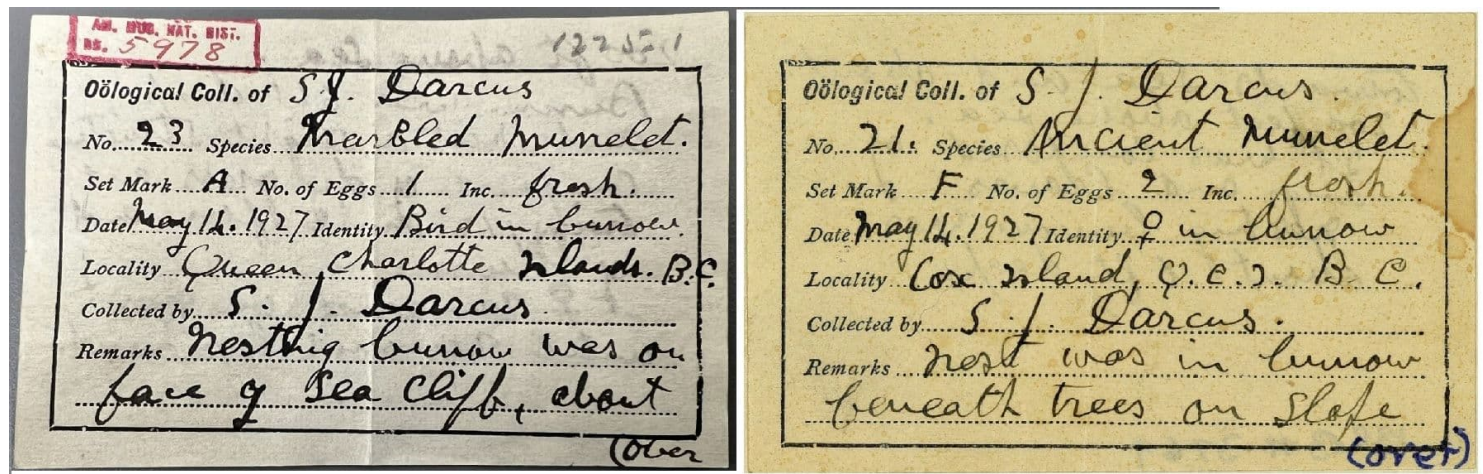 AM. MUS. NAT. HIST.
NS. 5978
Oölogical Coll. of S. J. Darcus
No. 23 Species Marbled Murrelet.
Set Mark A No. of Eggs 1 Inc. fresh.
Date May 14. 1927 Identity Bird in burrow.
Locality Queen Charlotte Islands. B.C.
Collected by S. J. Darcus
Remarks Nesting burrow was on
face of sea cliff, about
(over
Oölogical Coll. of S. J. Darcus.
No. 21. Species Ancient Murrelet.
Set Mark F No. of Eggs 2 Inc. fresh.
Date May 14. 1927 Identity ♀ in burrow
Locality Cox Island, Q.C.I. B.C.
Collected by S. J. Darcus.
Remarks Nest was in burrow
beneath trees on slope
(over)